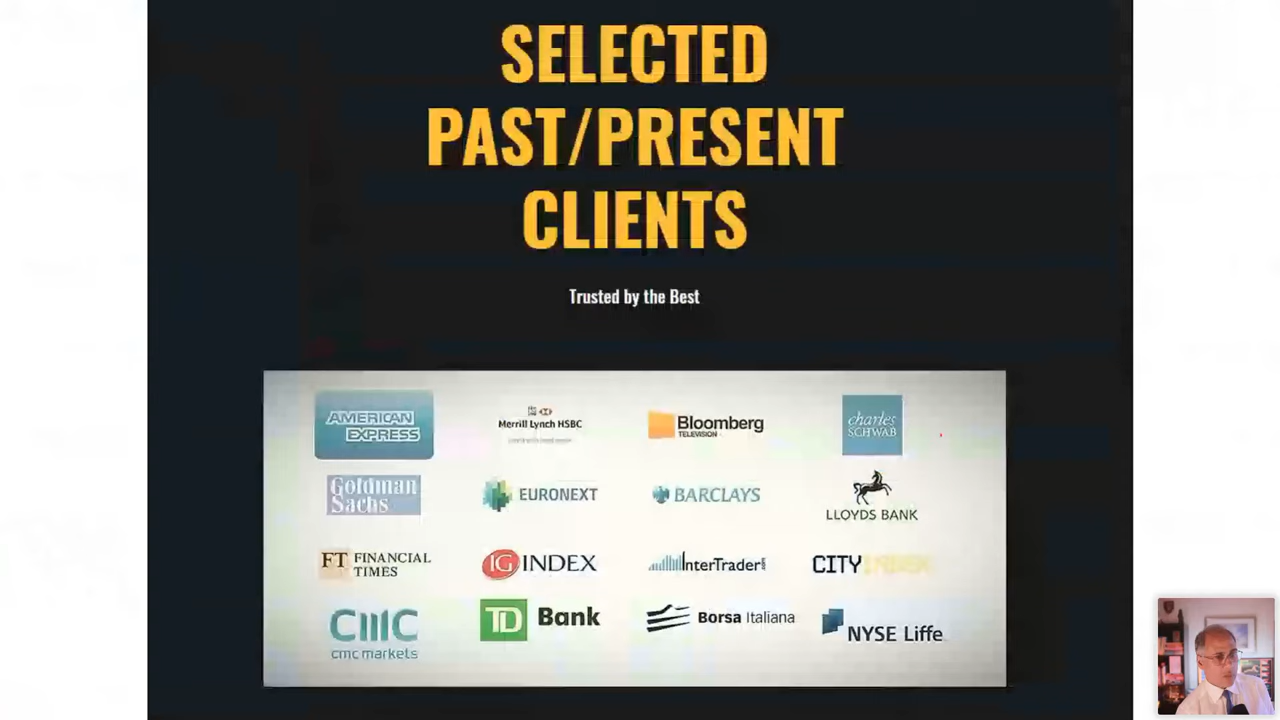 SELECTED
PAST/PRESENT
CLIENTS
Trusted by the Best
AMERICAN
EXPRESS
Merrill Lynch HSBC
Bloomberg
TELEVISION
charles
SCHWAB
Goldman
Sachs
EURONEXT
BARCLAYS
LLOYDS BANK
FT FINANCIAL
TIMES
IG INDEX
InterTrader
CITY INDEX
cmc
cmc markets
TD Bank
Borsa Italiana
NYSE Liffe